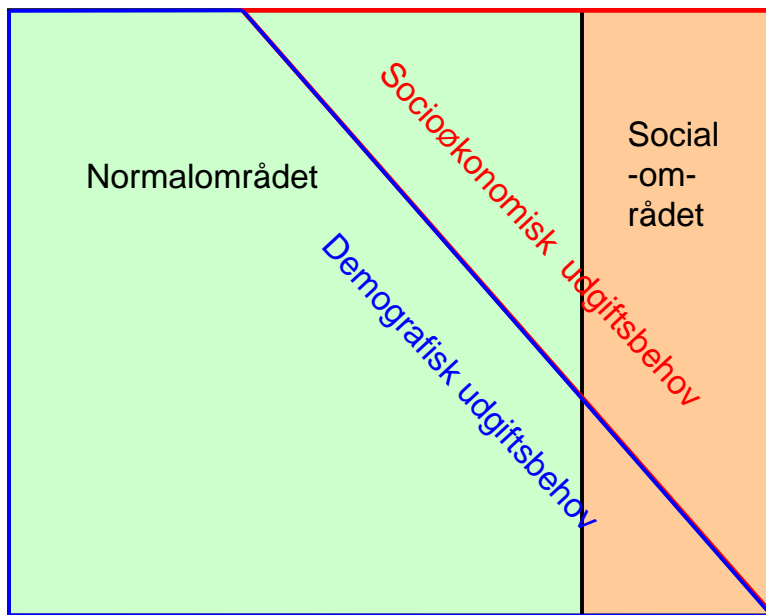 Normalområdet
Socioøkonomisk udgiftsbehov
Demografisk udgiftsbehov
Social
-om-
rådet